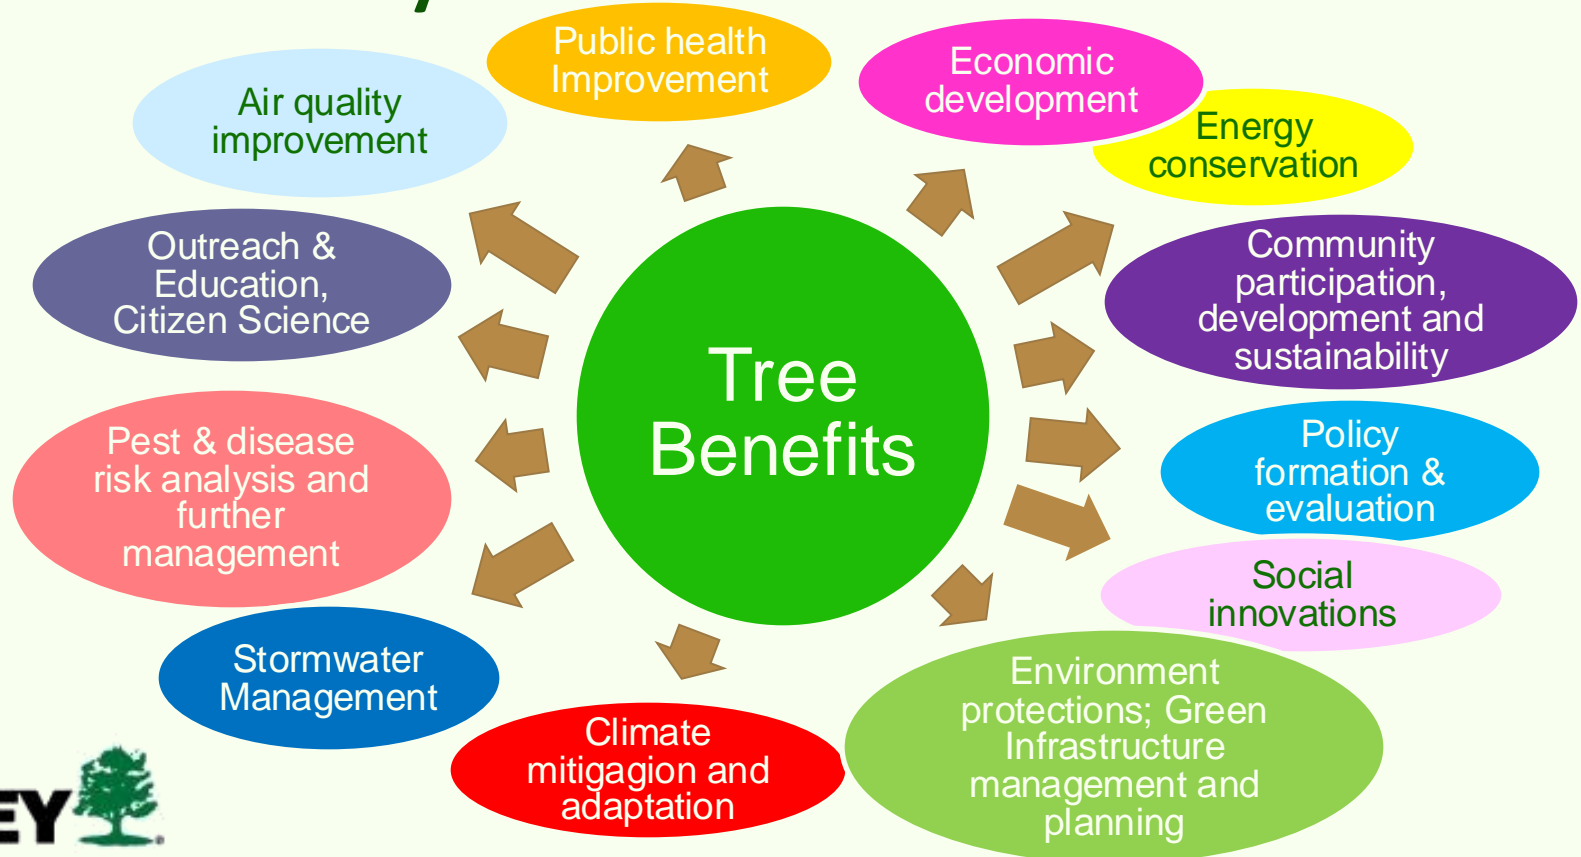 Public health
Improvement
Economic
development
Air quality
improvement
Energy
conservation
Outreach &
Education,
Citizen Science
Community
participation,
development and
sustainability
Tree
Benefits
Pest & disease
risk analysis and
further
management
Policy
formation &
evaluation
Social
innovations
Stormwater
Management
Environment
protections; Green
Infrastructure
management and
planning
Climate
mitigagion and
adaptation
EY